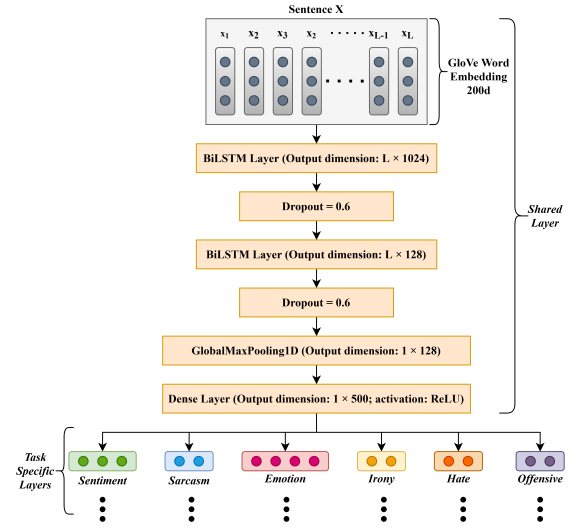 Sentence X
x1 x2 x3 x2 ····· xL-1 xL
GloVe Word
Embedding
200d
BiLSTM Layer (Output dimension: L × 1024)
Dropout = 0.6
Shared
Layer
BiLSTM Layer (Output dimension: L × 128)
Dropout = 0.6
GlobalMaxPooling1D (Output dimension: 1 × 128)
Dense Layer (Output dimension: 1 × 500; activation: ReLU)
Task
Specific
Layers
Sentiment Sarcasm Emotion Irony Hate Offensive